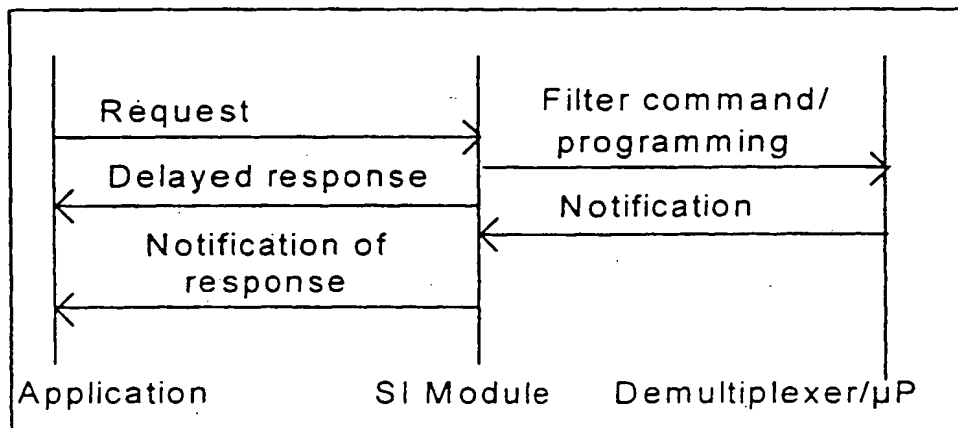 Request
Filter command/
programming
Delayed response
Notification
Notification of
response
Application
SI Module
Demultiplexer/µP